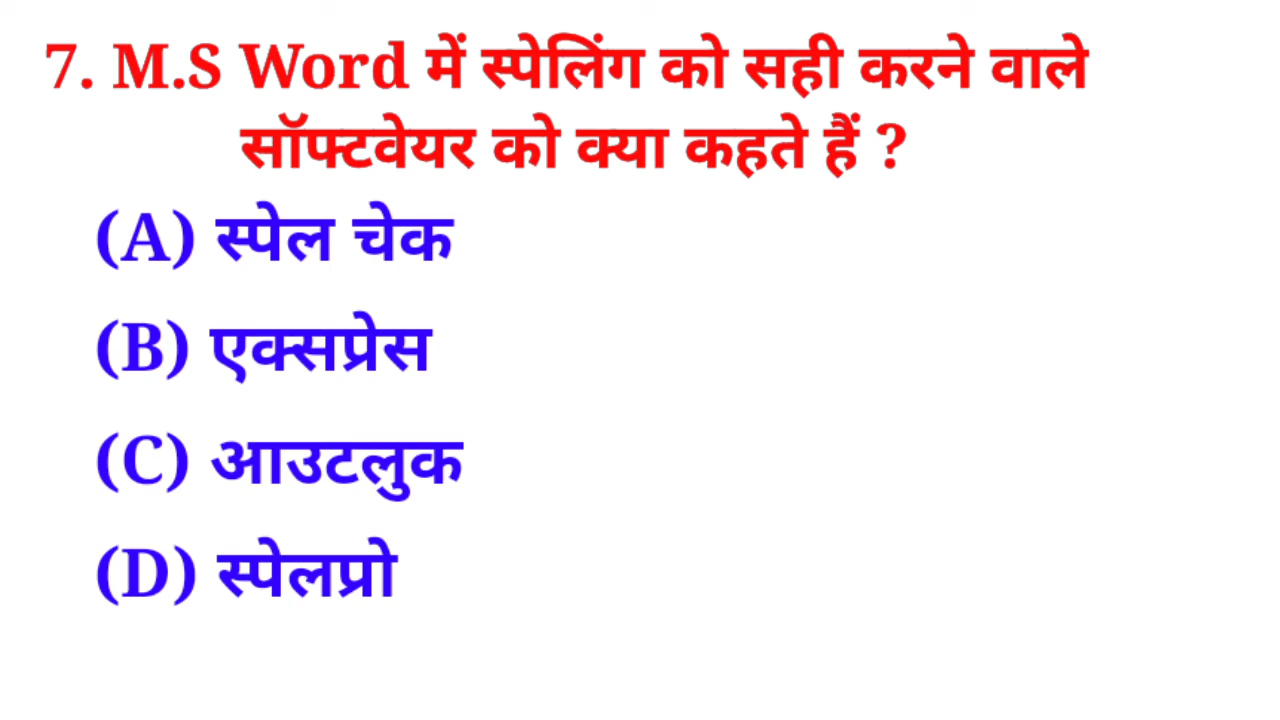 7. M.S Word में स्पेलिंग को सही करने वाले
सॉफ्टवेयर को क्या कहते हैं ?
(A) स्पेल चेक
(B) एक्सप्रेस
(C) आउटलुक
(D) स्पेलप्रो